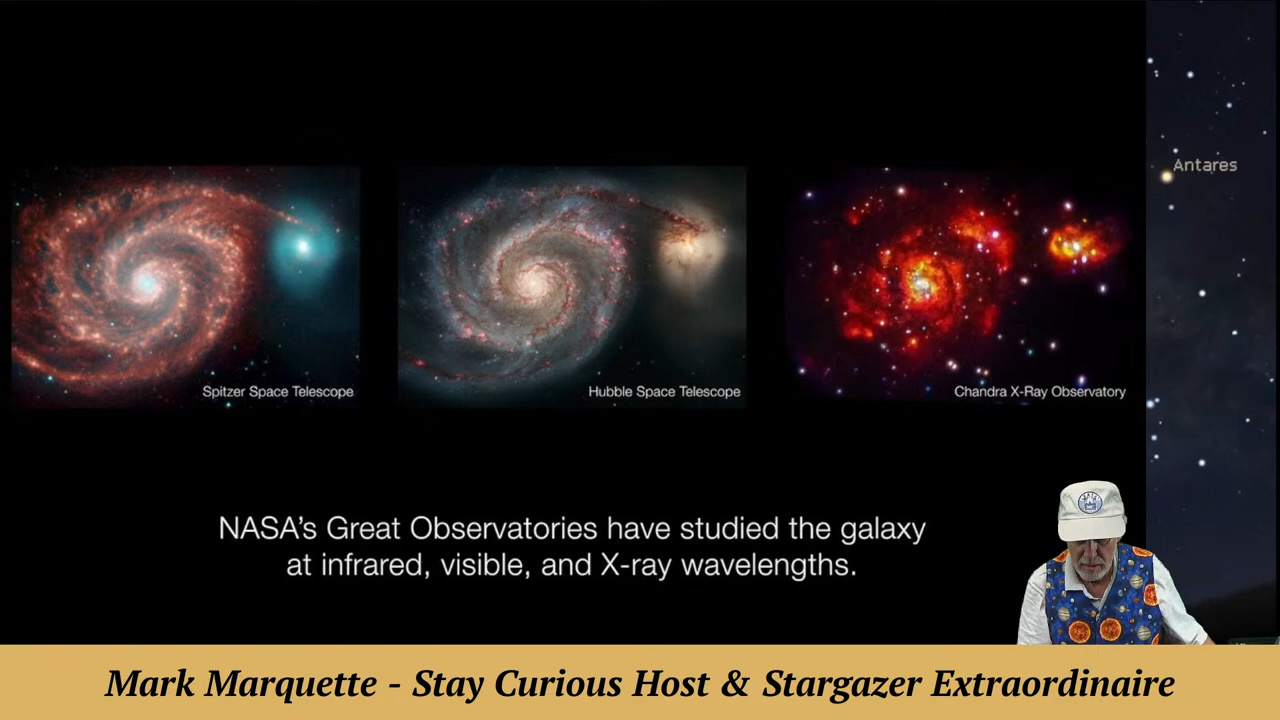 Antares
Spitzer Space Telescope
Hubble Space Telescope
Chandra X-Ray Observatory
NASA’s Great Observatories have studied the galaxy
at infrared, visible, and X-ray wavelengths.
Mark Marquette - Stay Curious Host & Stargazer Extraordinaire